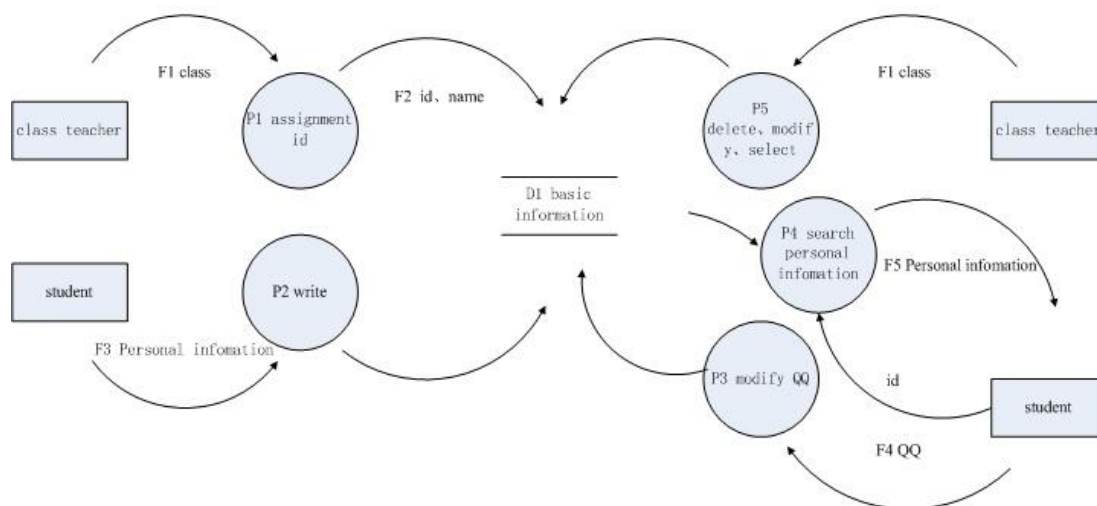 F1 class
F2 id、name
F1 class
class teacher
P1 assignment
id
P5
delete、modif
y、select
class teacher
D1 basic
information
P4 search
personal
infomation
F5 Personal infomation
student
P2 write
F3 Personal infomation
P3 modify QQ
id
student
F4 QQ